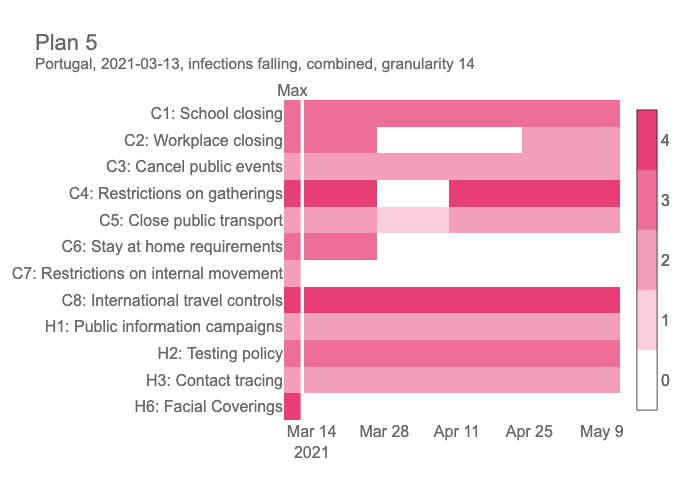 Plan 5
Portugal, 2021-03-13, infections falling, combined, granularity 14
Max
C1: School closing
C2: Workplace closing
C3: Cancel public events
C4: Restrictions on gatherings
C5: Close public transport
C6: Stay at home requirements
C7: Restrictions on internal movement
C8: International travel controls
H1: Public information campaigns
H2: Testing policy
H3: Contact tracing
H6: Facial Coverings
Mar 14 Mar 28 Apr 11 Apr 25 May 9
2021
4
3
2
1
0